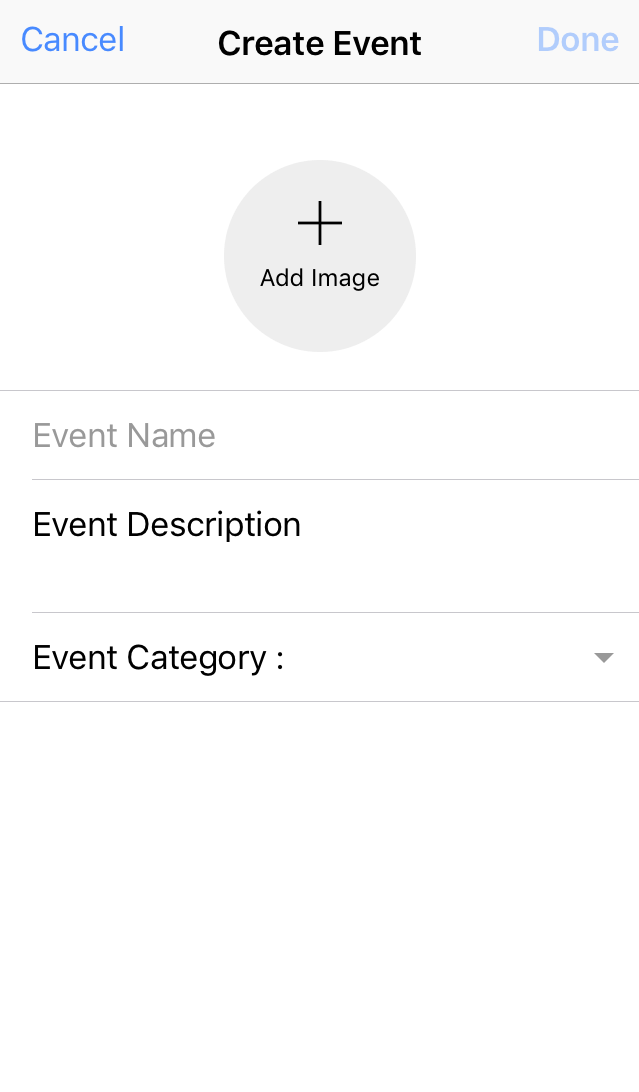 Cancel Create Event Done
Add Image
Event Name
Event Description
Event Category :